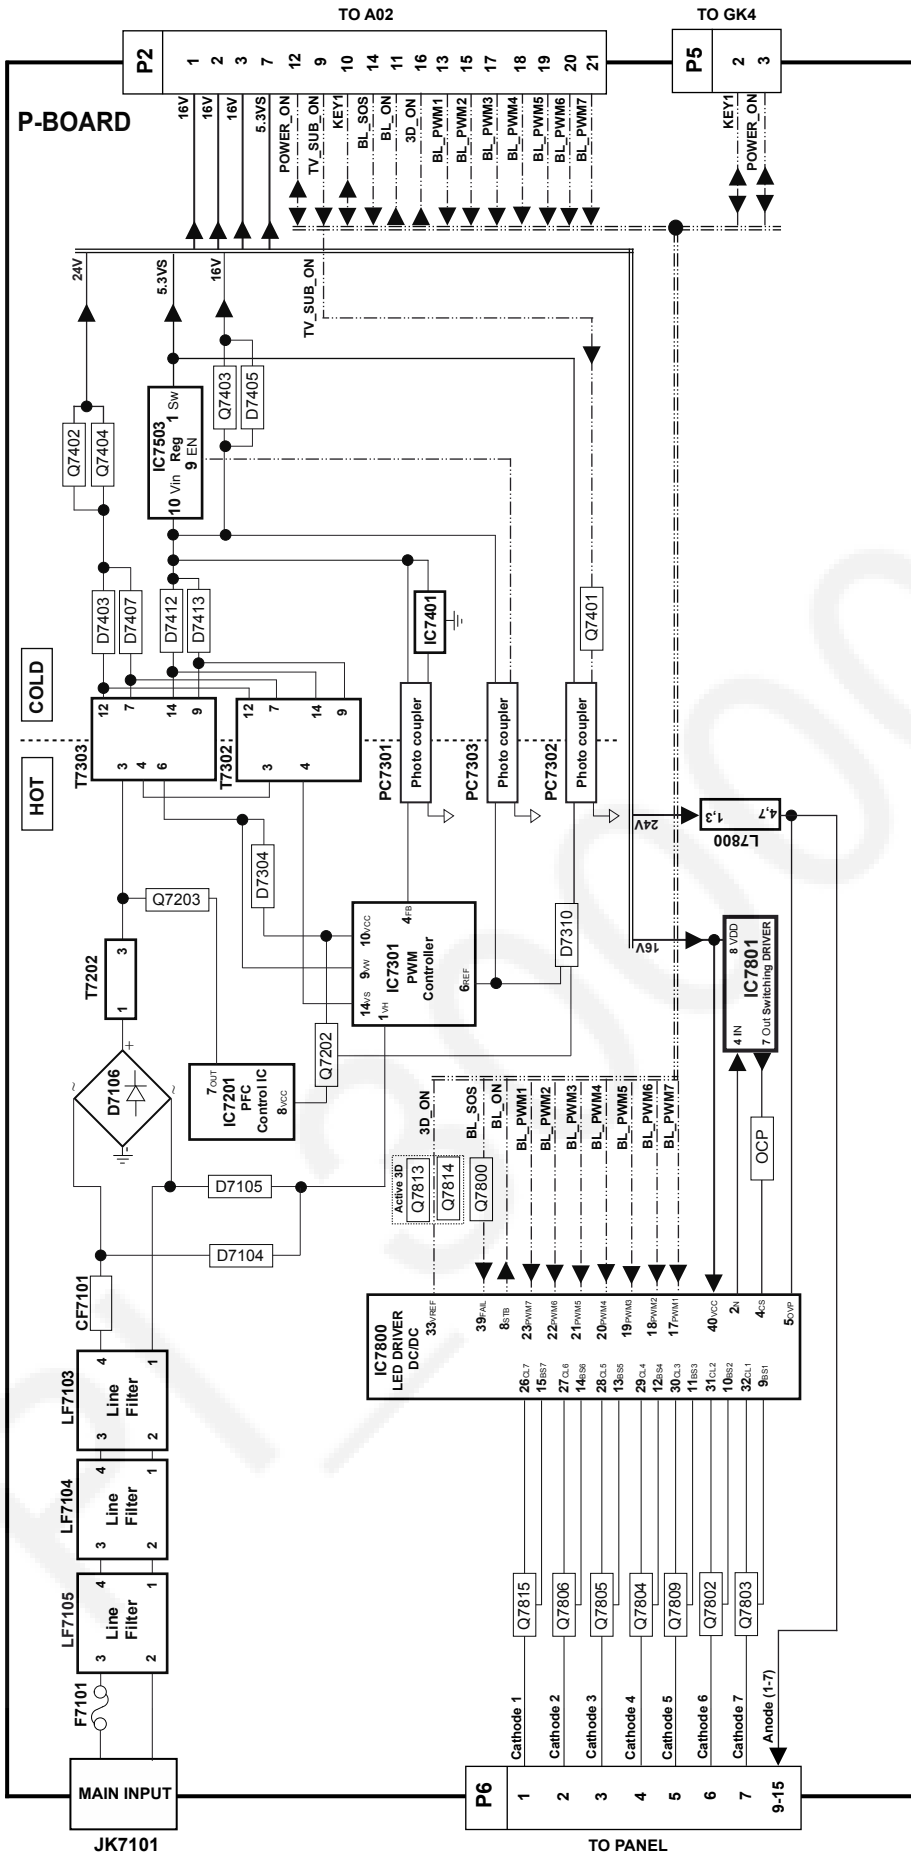 TO A02
TO GK4
P2
1
2
3
7
12
9
10
14
11
16
13
15
17
18
19
20
21
P5
2
3
P-BOARD
16V
16V
16V
5.3VS
POWER_ON
TV_SUB_ON
KEY1
BL_SOS
BL_ON
3D_ON
BL_PWM1
BL_PWM2
BL_PWM3
BL_PWM4
BL_PWM5
BL_PWM6
BL_PWM7
KEY1
POWER_ON
24V
5.3VS
16V
TV_SUB_ON
Q7402
Q7404
IC7503
10 Vin Reg 1 SW
9 EN
Q7403
D7405
D7403
D7407
D7412
D7413
IC7401
Q7401
COLD
HOT
T7303
12
7
14
9
3
4
6
T7302
12
7
14
9
3
4
PC7301
Photo coupler
PC7303
Photo coupler
PC7302
Photo coupler
24V
1,3
4,7
L7800
Q7203
D7304
T7202
1
3
4FB
10VCC
9VW
14VS
1VH
6REF
IC7301
PWM
Controller
D7310
16V
8 VDD
IC7801
Switching DRIVER
4 IN
7 Out
D7106
~
~
+
7OUT
IC7201
PFC
Control IC
8VCC
Q7202
3D_ON
BL_SOS
BL_ON
BL_PWM1
BL_PWM2
BL_PWM3
BL_PWM4
BL_PWM5
BL_PWM6
BL_PWM7
OCP
Active 3D
Q7813
Q7814
Q7800
D7105
D7104
CF7101
IC7800
LED DRIVER
DC/DC
33VREF
39FAIL
8STB
23PWM7
22PWM6
21PWM5
20PWM4
19PWM3
18PWM2
17PWM1
40VCC
2N
4CS
5OVP
26CL7
15BS7
27CL6
14BS6
28CL5
13BS5
29CL4
12BS4
30CL3
11BS3
31CL2
10BS2
32CL1
9BS1
LF7103
Line
Filter
4
1
3
2
LF7104
Line
Filter
4
1
3
2
LF7105
Line
Filter
4
1
3
2
F7101
Q7815
Q7806
Q7805
Q7804
Q7809
Q7802
Q7803
Cathode 1
Cathode 2
Cathode 3
Cathode 4
Cathode 5
Cathode 6
Cathode 7
Anode (1-7)
MAIN INPUT
JK7101
P6
1
2
3
4
5
6
7
9-15
TO PANEL